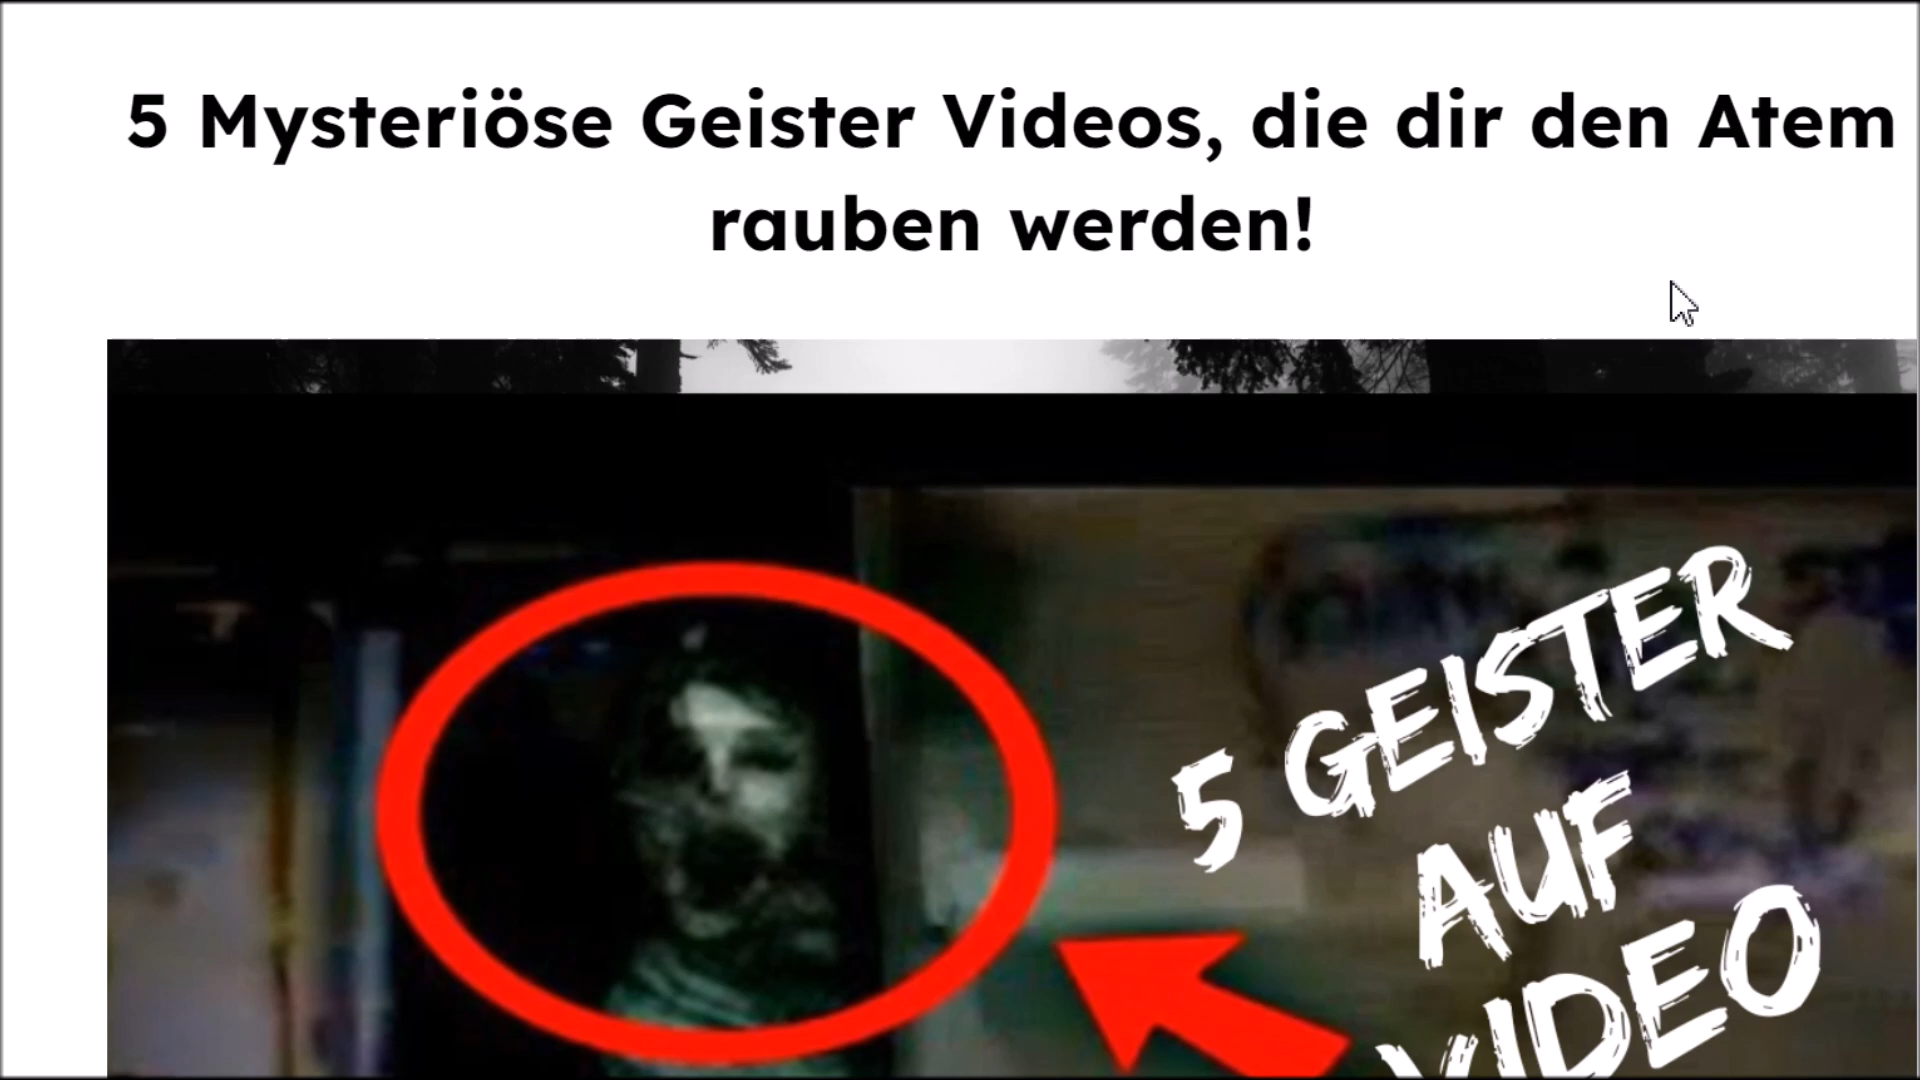 5 Mysteriöse Geister Videos, die dir den Atem
rauben werden!
5 GEISTER
AUF
VIDEO